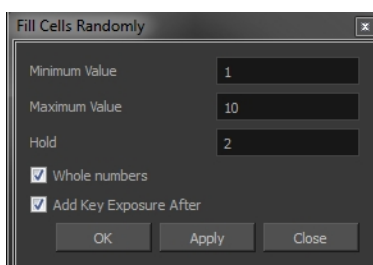 Fill Cells Randomly
Minimum Value 1
Maximum Value 10
Hold 2
Whole numbers
Add Key Exposure After
OK Apply Close